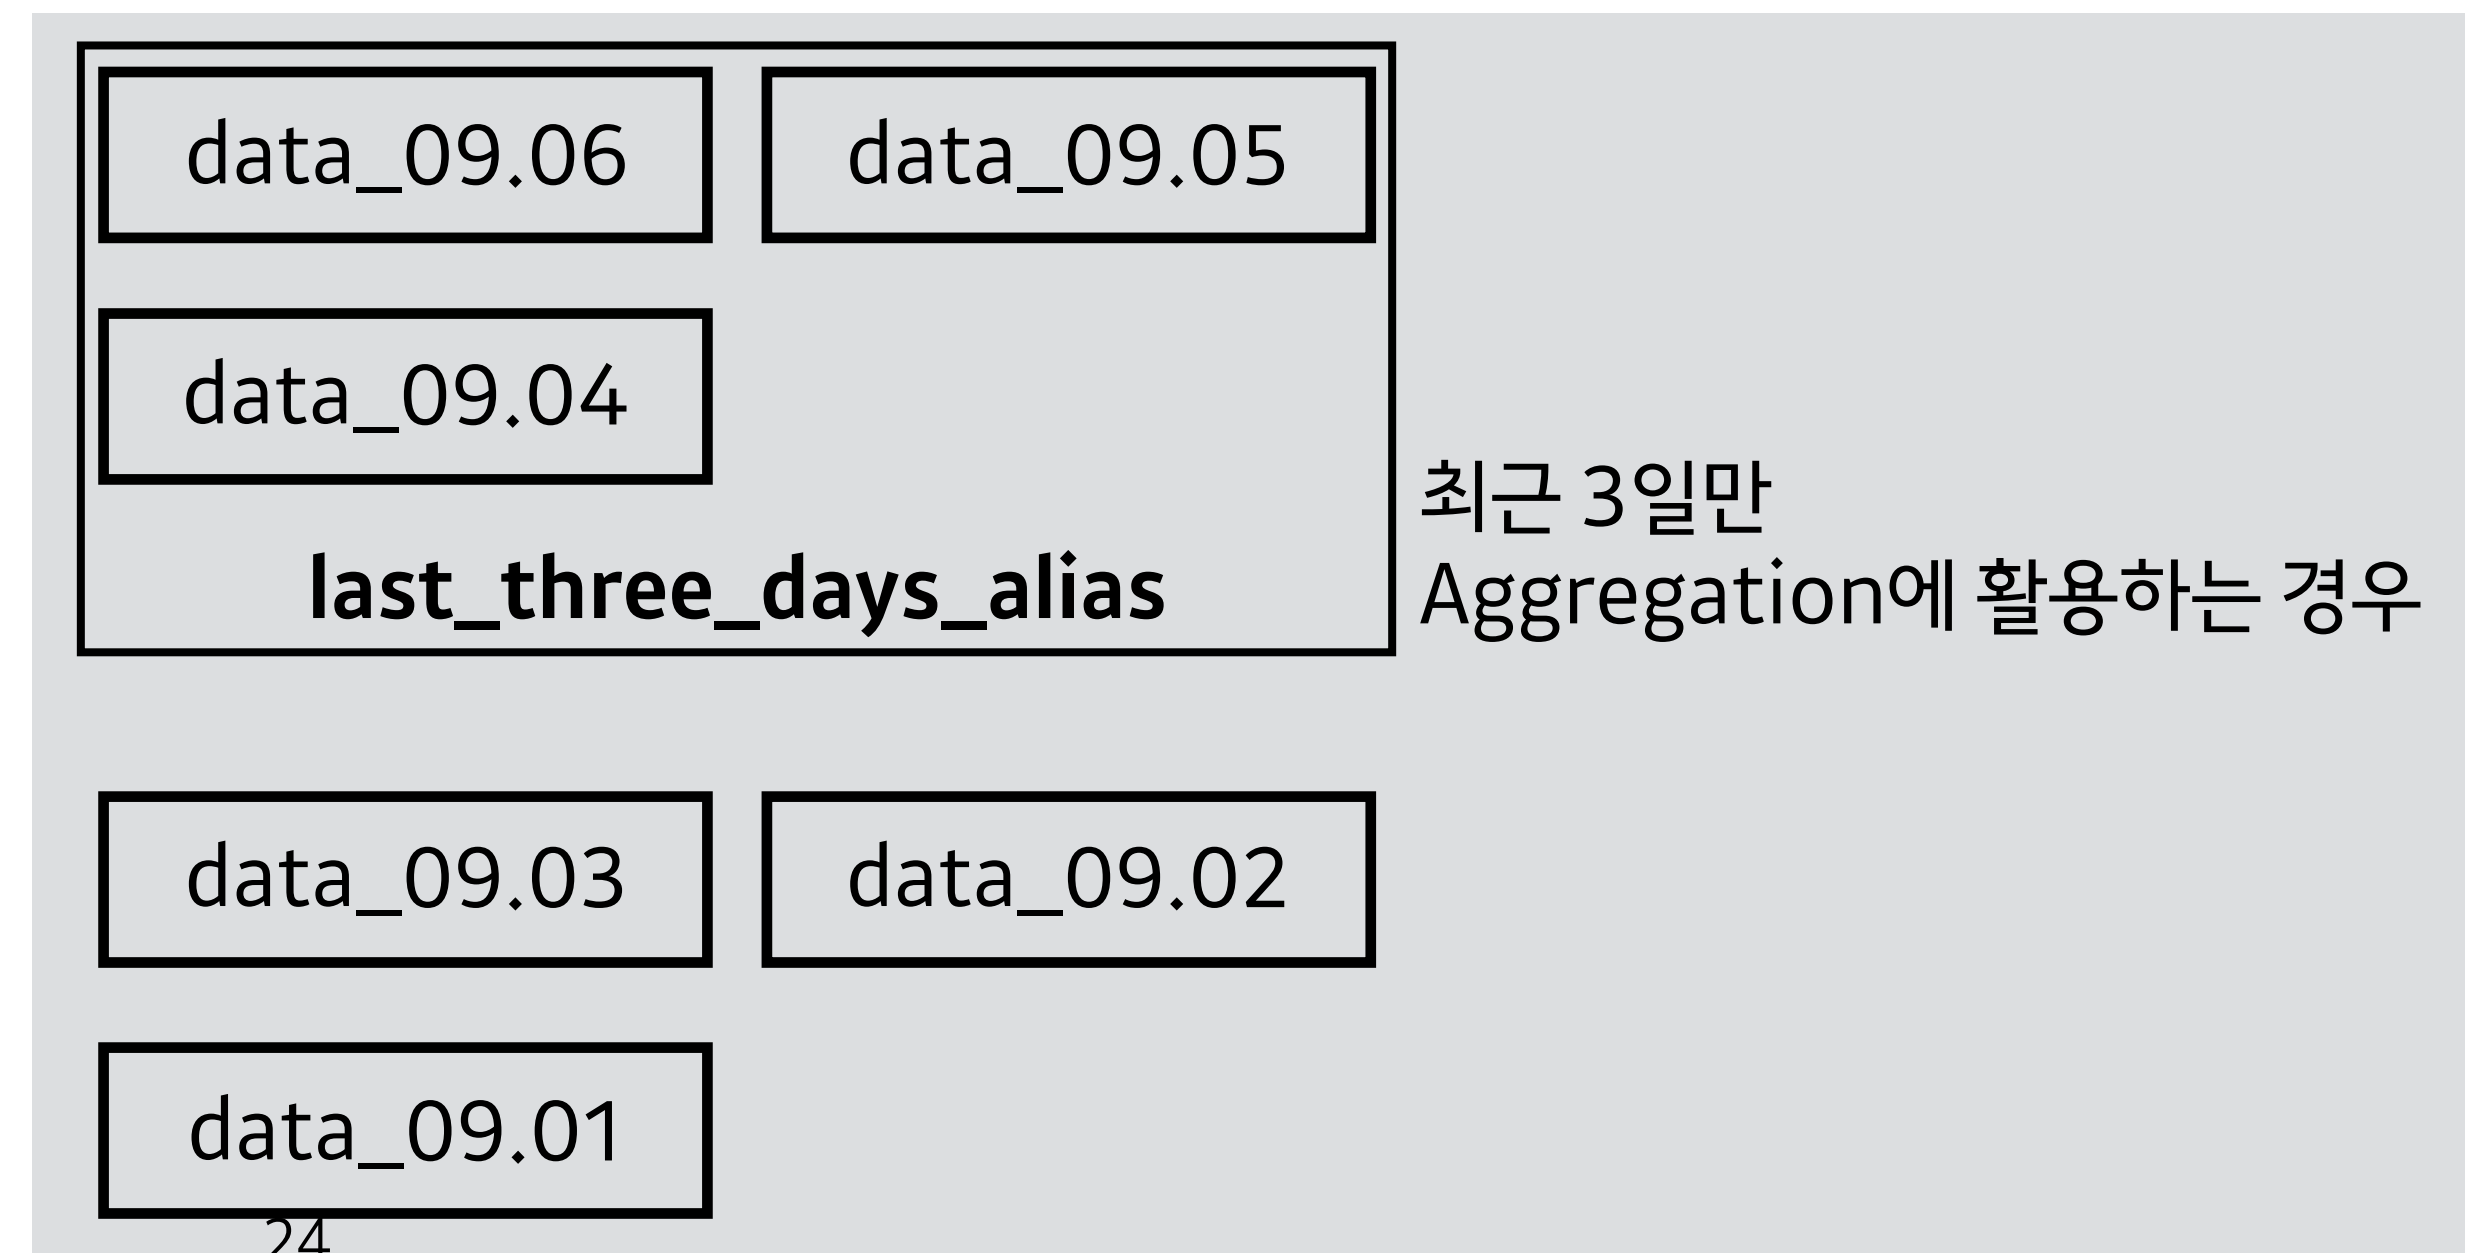 data_09.06
data_09.05
data_09.04
last_three_days_alias
최근 3일만
Aggregation에 활용하는 경우
data_09.03
data_09.02
data_09.01
24